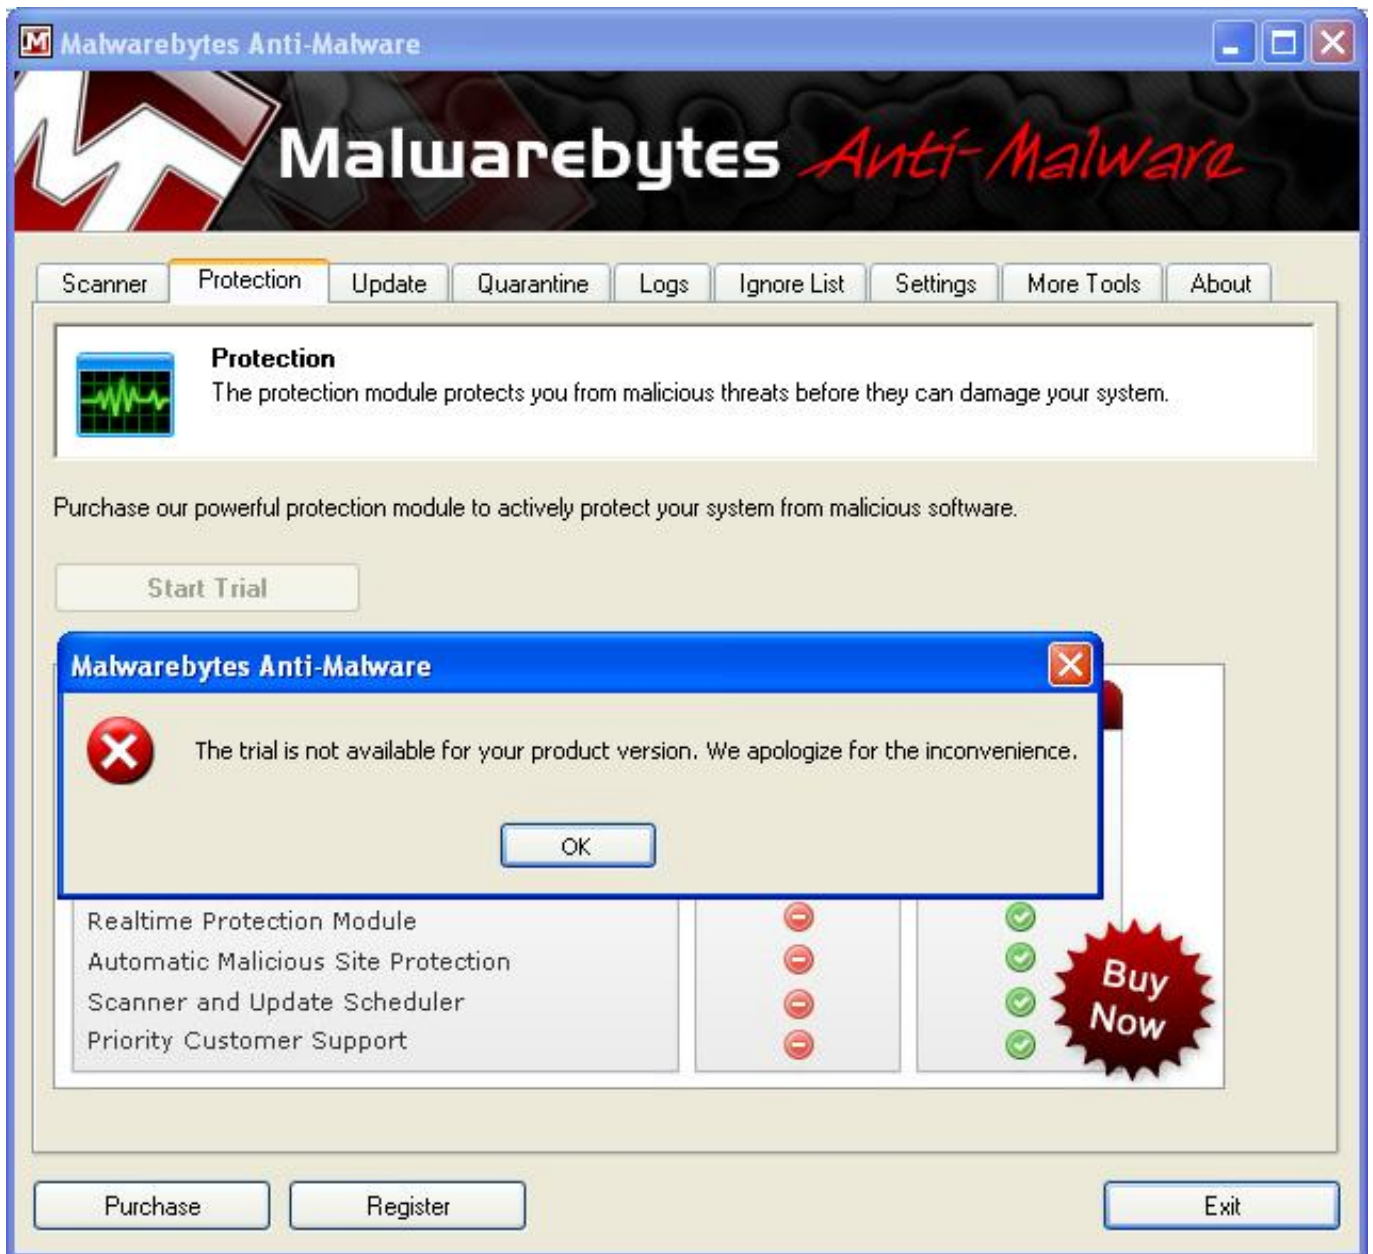 Malwarebytes Anti-Malware
Malwarebytes Anti-Malware
Scanner Protection Update Quarantine Logs Ignore List Settings More Tools About
Protection
The protection module protects you from malicious threats before they can damage your system.
Purchase our powerful protection module to actively protect your system from malicious software.
Start Trial
Malwarebytes Anti-Malware
The trial is not available for your product version. We apologize for the inconvenience.
OK
Realtime Protection Module
Automatic Malicious Site Protection
Scanner and Update Scheduler
Priority Customer Support
Buy
Now
Purchase Register Exit